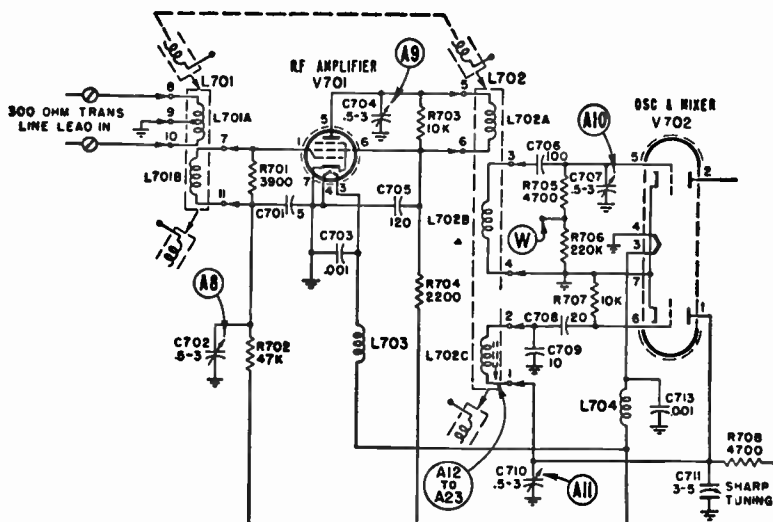 L701
8
9
10
300 OHM TRANS
LINE LEAD IN
L701A
L701B
7
11
R701
3900
C701
5
A8
C702
.5-3
R702
47K
RF AMPLIFIER
V701
A9
C704
.5-3
5
1
6
7
4
3
C703
.001
C705
120
R703
10K
R704
2200
L703
L702
5
6
L702A
L702B
L702C
3
4
2
1
C706
100
R705
4700
C707
.5-3
A10
W
R706
220K
R707
10K
C708
20
C709
10
OSC & MIXER
V702
5
2
4
3
7
6
1
L704
C713
.001
A12
TO
A23
C710
.5-3
A11
R708
4700
C711
3-5
SHARP
TUNING